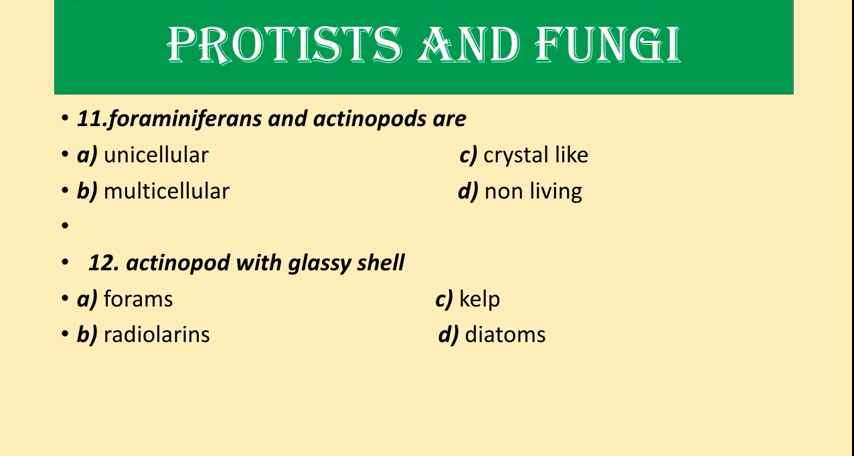 PROTISTS AND FUNGI
• 11.foraminiferans and actinopods are
• a) unicellular c) crystal like
• b) multicellular d) non living
•
• 12. actinopod with glassy shell
• a) forams c) kelp
• b) radiolarins d) diatoms